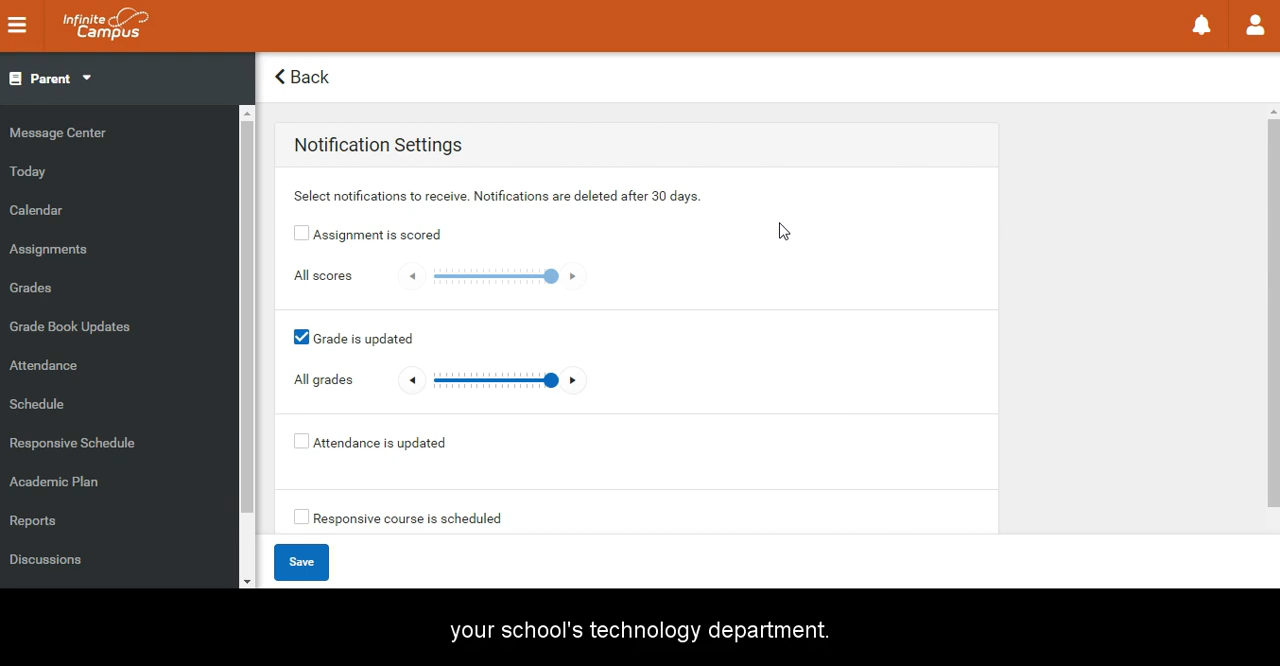 Infinite
Campus
Parent
Back
Message Center
Today
Calendar
Assignments
Grades
Grade Book Updates
Attendance
Schedule
Responsive Schedule
Academic Plan
Reports
Discussions
Notification Settings
Select notifications to receive. Notifications are deleted after 30 days.
Assignment is scored
All scores
Grade is updated
All grades
Attendance is updated
Responsive course is scheduled
Save
your school's technology department.